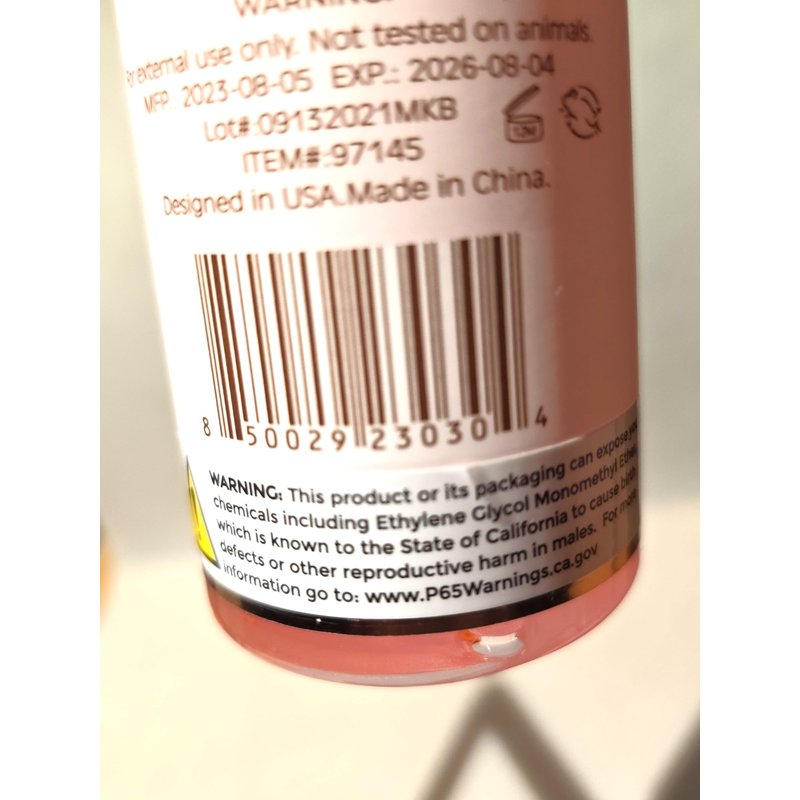 WARNING:
For external use only. Not tested on animals.
MFP.: 2023-08-05 EXP.: 2026-08-04
Lot#:09132021MKB
12M
ITEM#:97145
Designed in USA.Made in China.
8 50029 23030 4
WARNING: This product or its packaging can expose you
chemicals including Ethylene Glycol Monomethyl Ether
which is known to the State of California to cause birth
defects or other reproductive harm in males. For more
information go to: www.P65Warnings.ca.gov